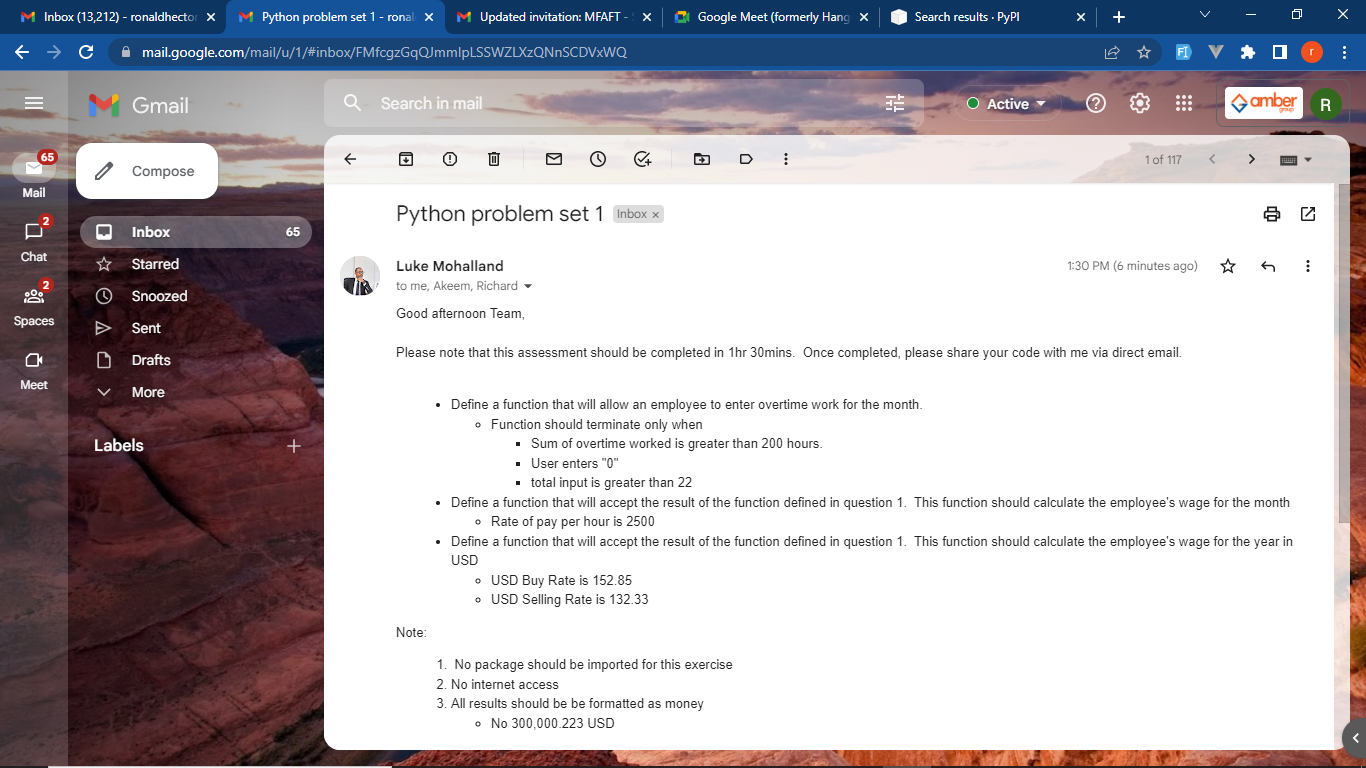 Inbox (13,212) - ronaldhector
Python problem set 1 - ronal
Updated invitation: MFAFT - S
Google Meet (formerly Hang
Search results · PyPI
mail.google.com/mail/u/1/#inbox/FMfcgzGqQJmmIpLSSWZLXzQNnSCDVxWQ
r
Gmail
Search in mail
Active
amber
group
R
65
Mail
2
Chat
2
Spaces
Meet
Compose
Inbox 65
Starred
Snoozed
Sent
Drafts
More
Labels
1 of 117
Python problem set 1 Inbox ×
Luke Mohalland
1:30 PM (6 minutes ago)
to me, Akeem, Richard
Good afternoon Team,
Please note that this assessment should be completed in 1hr 30mins.  Once completed, please share your code with me via direct email.
• Define a function that will allow an employee to enter overtime work for the month.
Function should terminate only when
Sum of overtime worked is greater than 200 hours.
User enters "0"
total input is greater than 22
• Define a function that will accept the result of the function defined in question 1.  This function should calculate the employee's wage for the month
Rate of pay per hour is 2500
• Define a function that will accept the result of the function defined in question 1.  This function should calculate the employee's wage for the year in
USD
USD Buy Rate is 152.85
USD Selling Rate is 132.33
Note:
1. No package should be imported for this exercise
2. No internet access
3. All results should be be formatted as money
No 300,000.223 USD